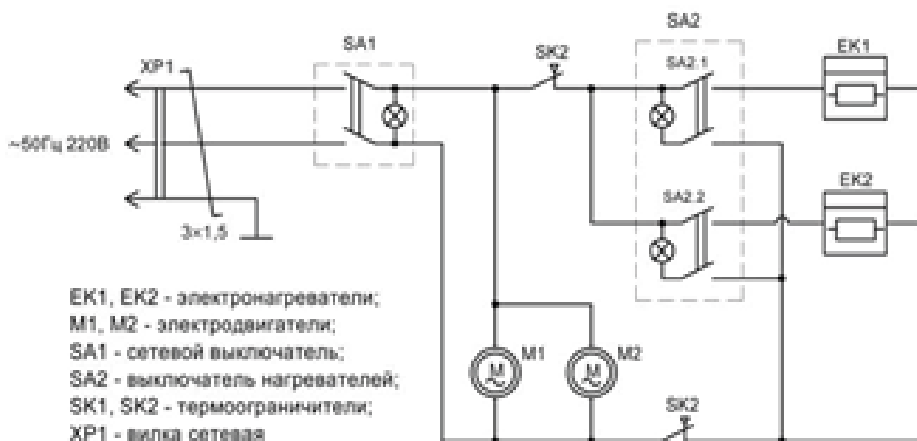 SA2
SA1
SK2
EK1
XP1
SA2.1
~50Гц 220В
EK2
SA2.2
3×1,5
EK1, EK2 - электронагреватели;
M1, M2 - электродвигатели;
SA1 - сетевой выключатель;
SA2 - выключатель нагревателей;
SK1, SK2 - термоограничители;
XP1 - вилка сетевая
M
M1
M
M2
SK2